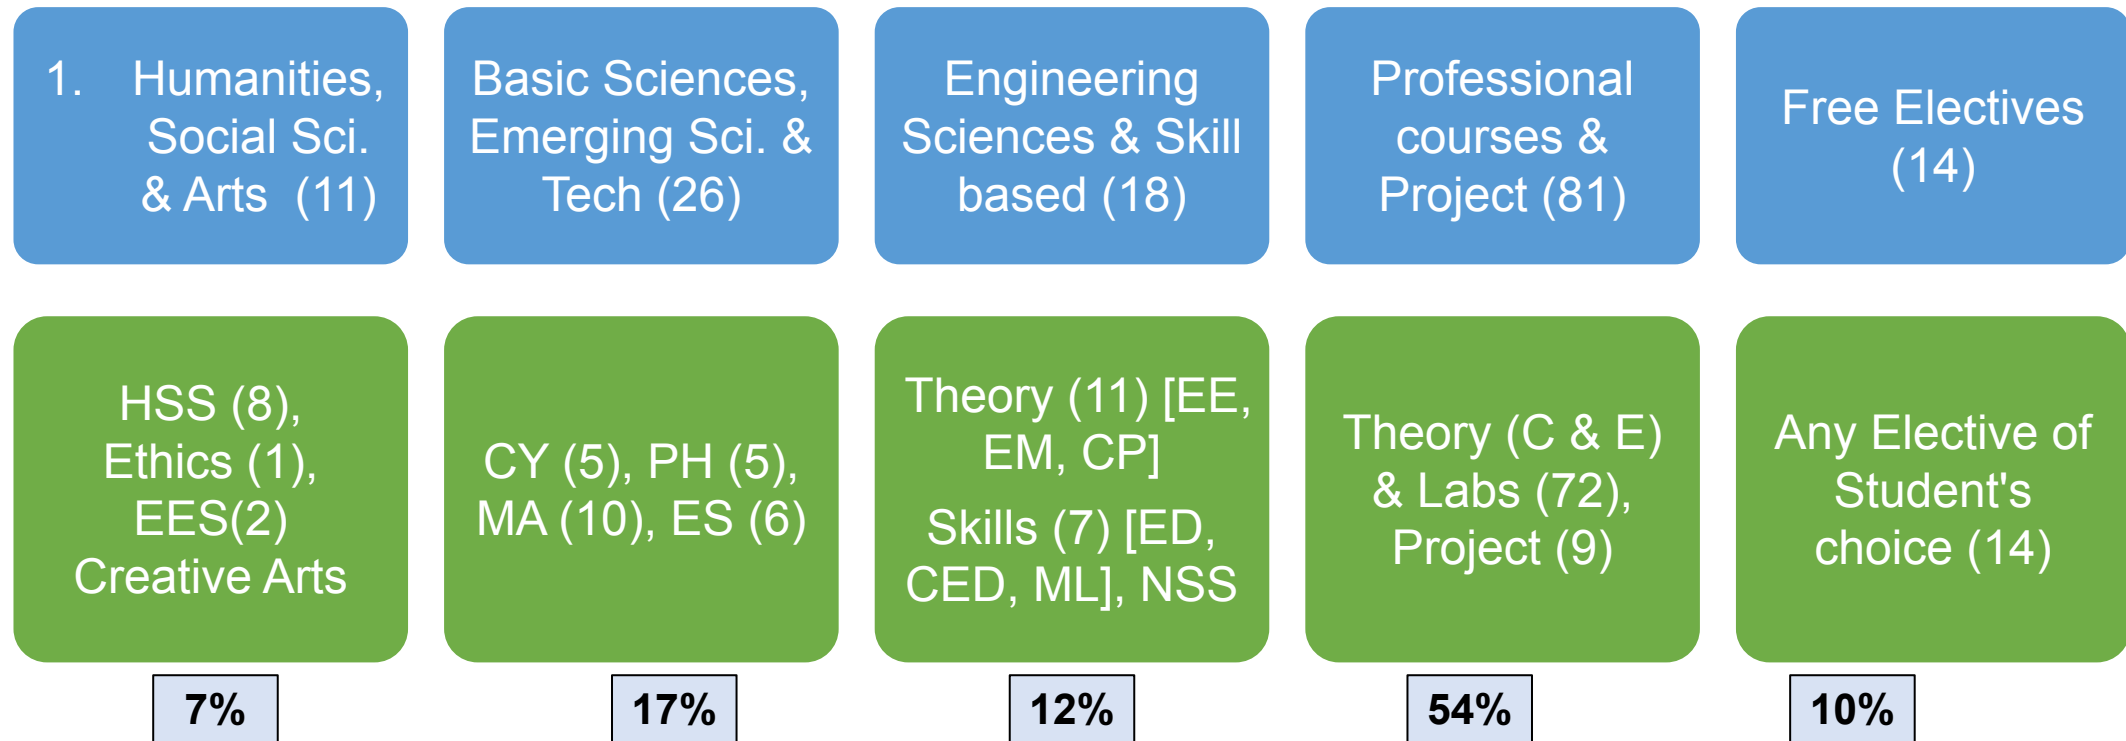 1. Humanities,
Social Sci.
& Arts (11)
Basic Sciences,
Emerging Sci. &
Tech (26)
Engineering
Sciences & Skill
based (18)
Professional
courses &
Project (81)
Free Electives
(14)
HSS (8),
Ethics (1),
EES(2)
Creative Arts
CY (5), PH (5),
MA (10), ES (6)
Theory (11) [EE,
EM, CP]
Skills (7) [ED,
CED, ML], NSS
Theory (C & E)
& Labs (72),
Project (9)
Any Elective of
Student's
choice (14)
7%
17%
12%
54%
10%